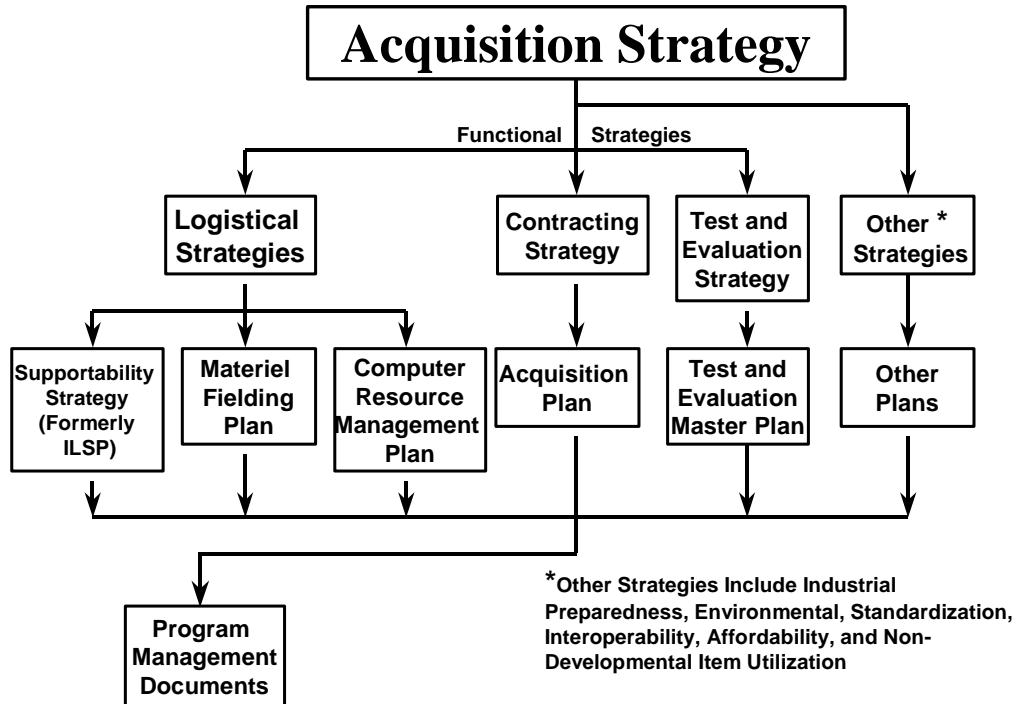 Acquisition Strategy
Functional Strategies
Logistical
Strategies
Contracting
Strategy
Test and
Evaluation
Strategy
Other *
Strategies
Supportability
Strategy
(Formerly
ILSP)
Materiel
Fielding
Plan
Computer
Resource
Management
Plan
Acquisition
Plan
Test and
Evaluation
Master Plan
Other
Plans
Program
Management
Documents
*Other Strategies Include Industrial
Preparedness, Environmental, Standardization,
Interoperability, Affordability, and Non-
Developmental Item Utilization